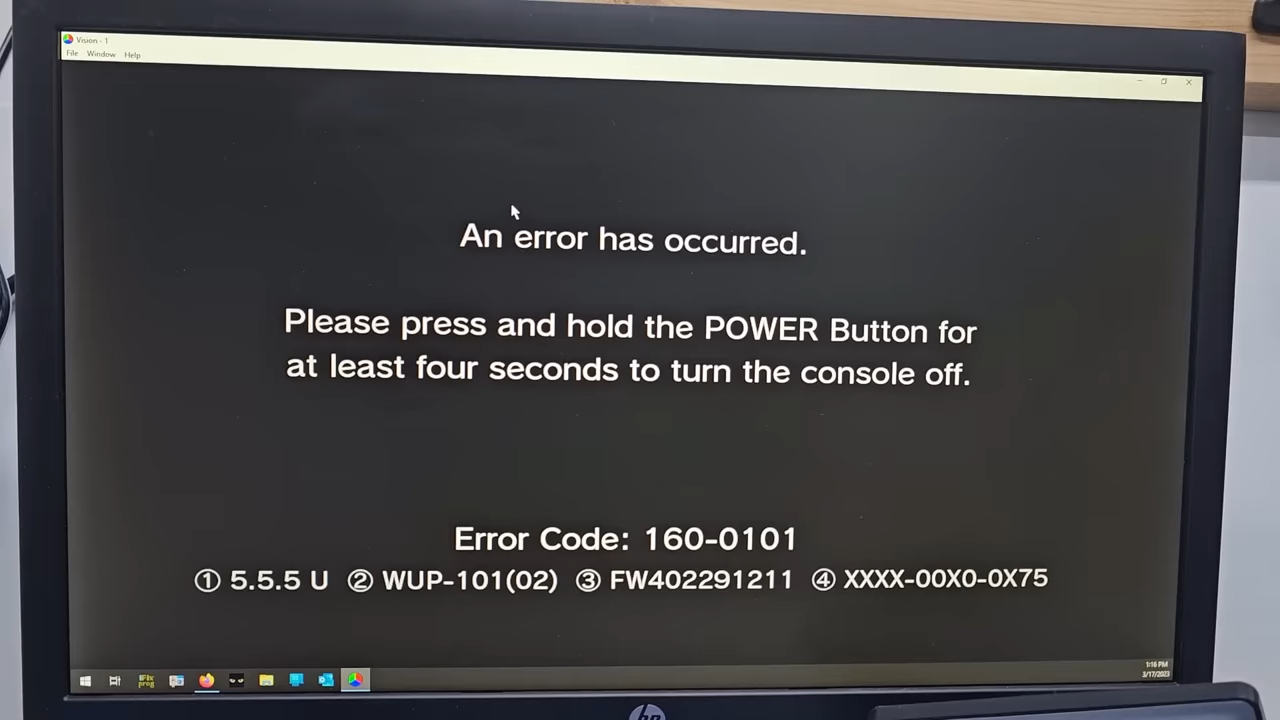 Vision - 1
File Window Help
An error has occurred.
Please press and hold the POWER Button for
at least four seconds to turn the console off.
Error Code: 160-0101
① 5.5.5 U ② WUP-101(02) ③ FW402291211 ④ XXXX-00X0-0X75
iFix
prog
1:16 PM
3/17/2023
hp